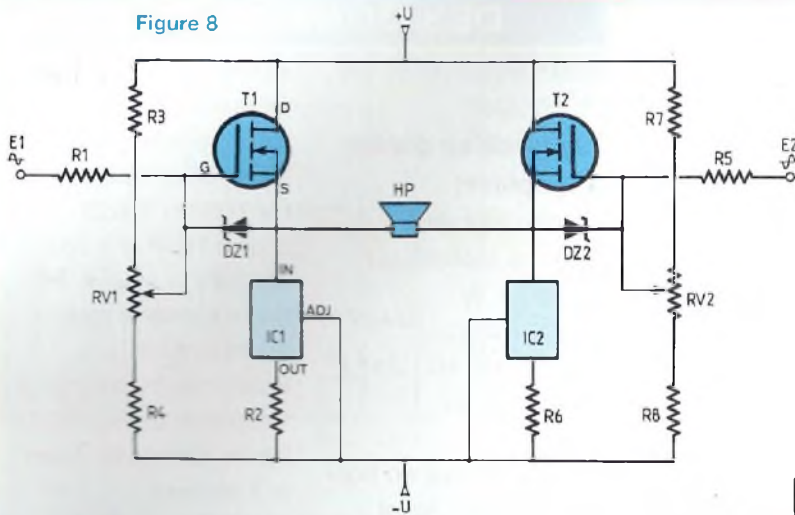 Figure 8
+U
T1
T2
R3
D
R7
E1
E2
R1
G
R5
S
HP
DZ1
DZ2
IN
RV1
ADJ
RV2
IC1
IC2
OUT
R4
R2
R6
R8
-U